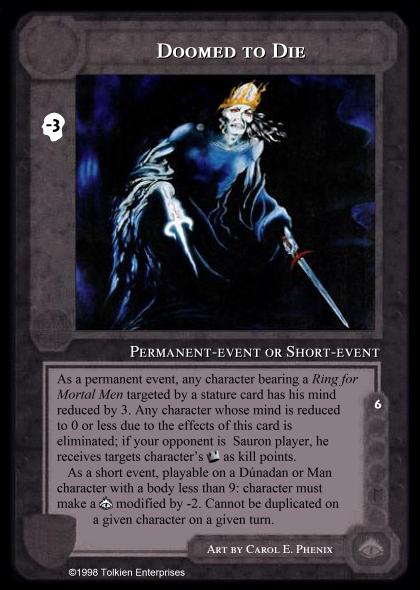 DOOMED TO DIE
-3
PERMANENT-EVENT OR SHORT-EVENT
As a permanent event, any character bearing a Ring for
Mortal Men targeted by a stature card has his mind
reduced by 3. Any character whose mind is reduced
to 0 or less due to the effects of this card is
eliminated; if your opponent is Sauron player, he
receives targets character's as kill points.
As a short event, playable on a Dúnadan or Man
character with a body less than 9: character must
make a modified by -2. Cannot be duplicated on
a given character on a given turn.
6
ART BY CAROL E. PHENIX
©1998 Tolkien Enterprises